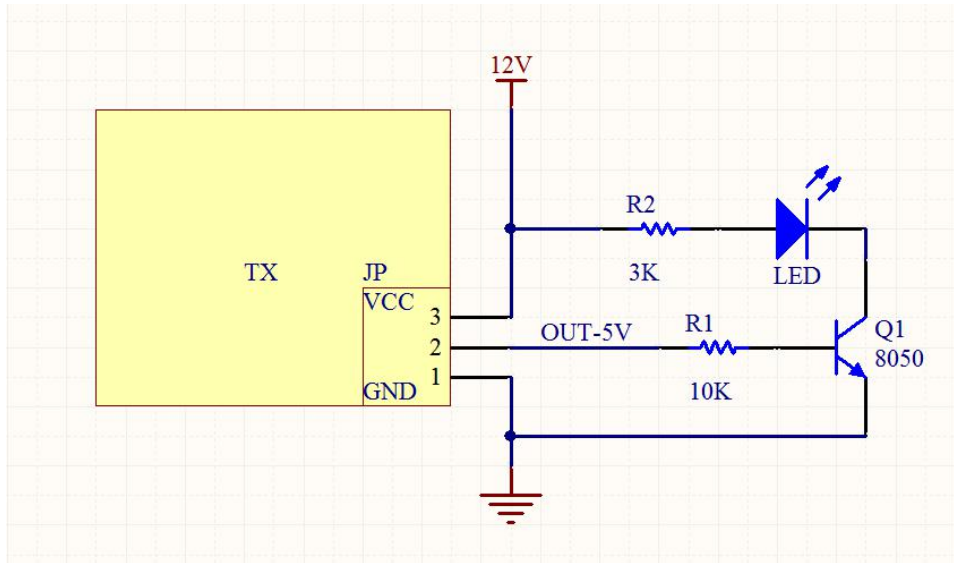 12V
R2
3K
LED
TX
JP
VCC
3
2
1
GND
OUT-5V
R1
10K
Q1
8050